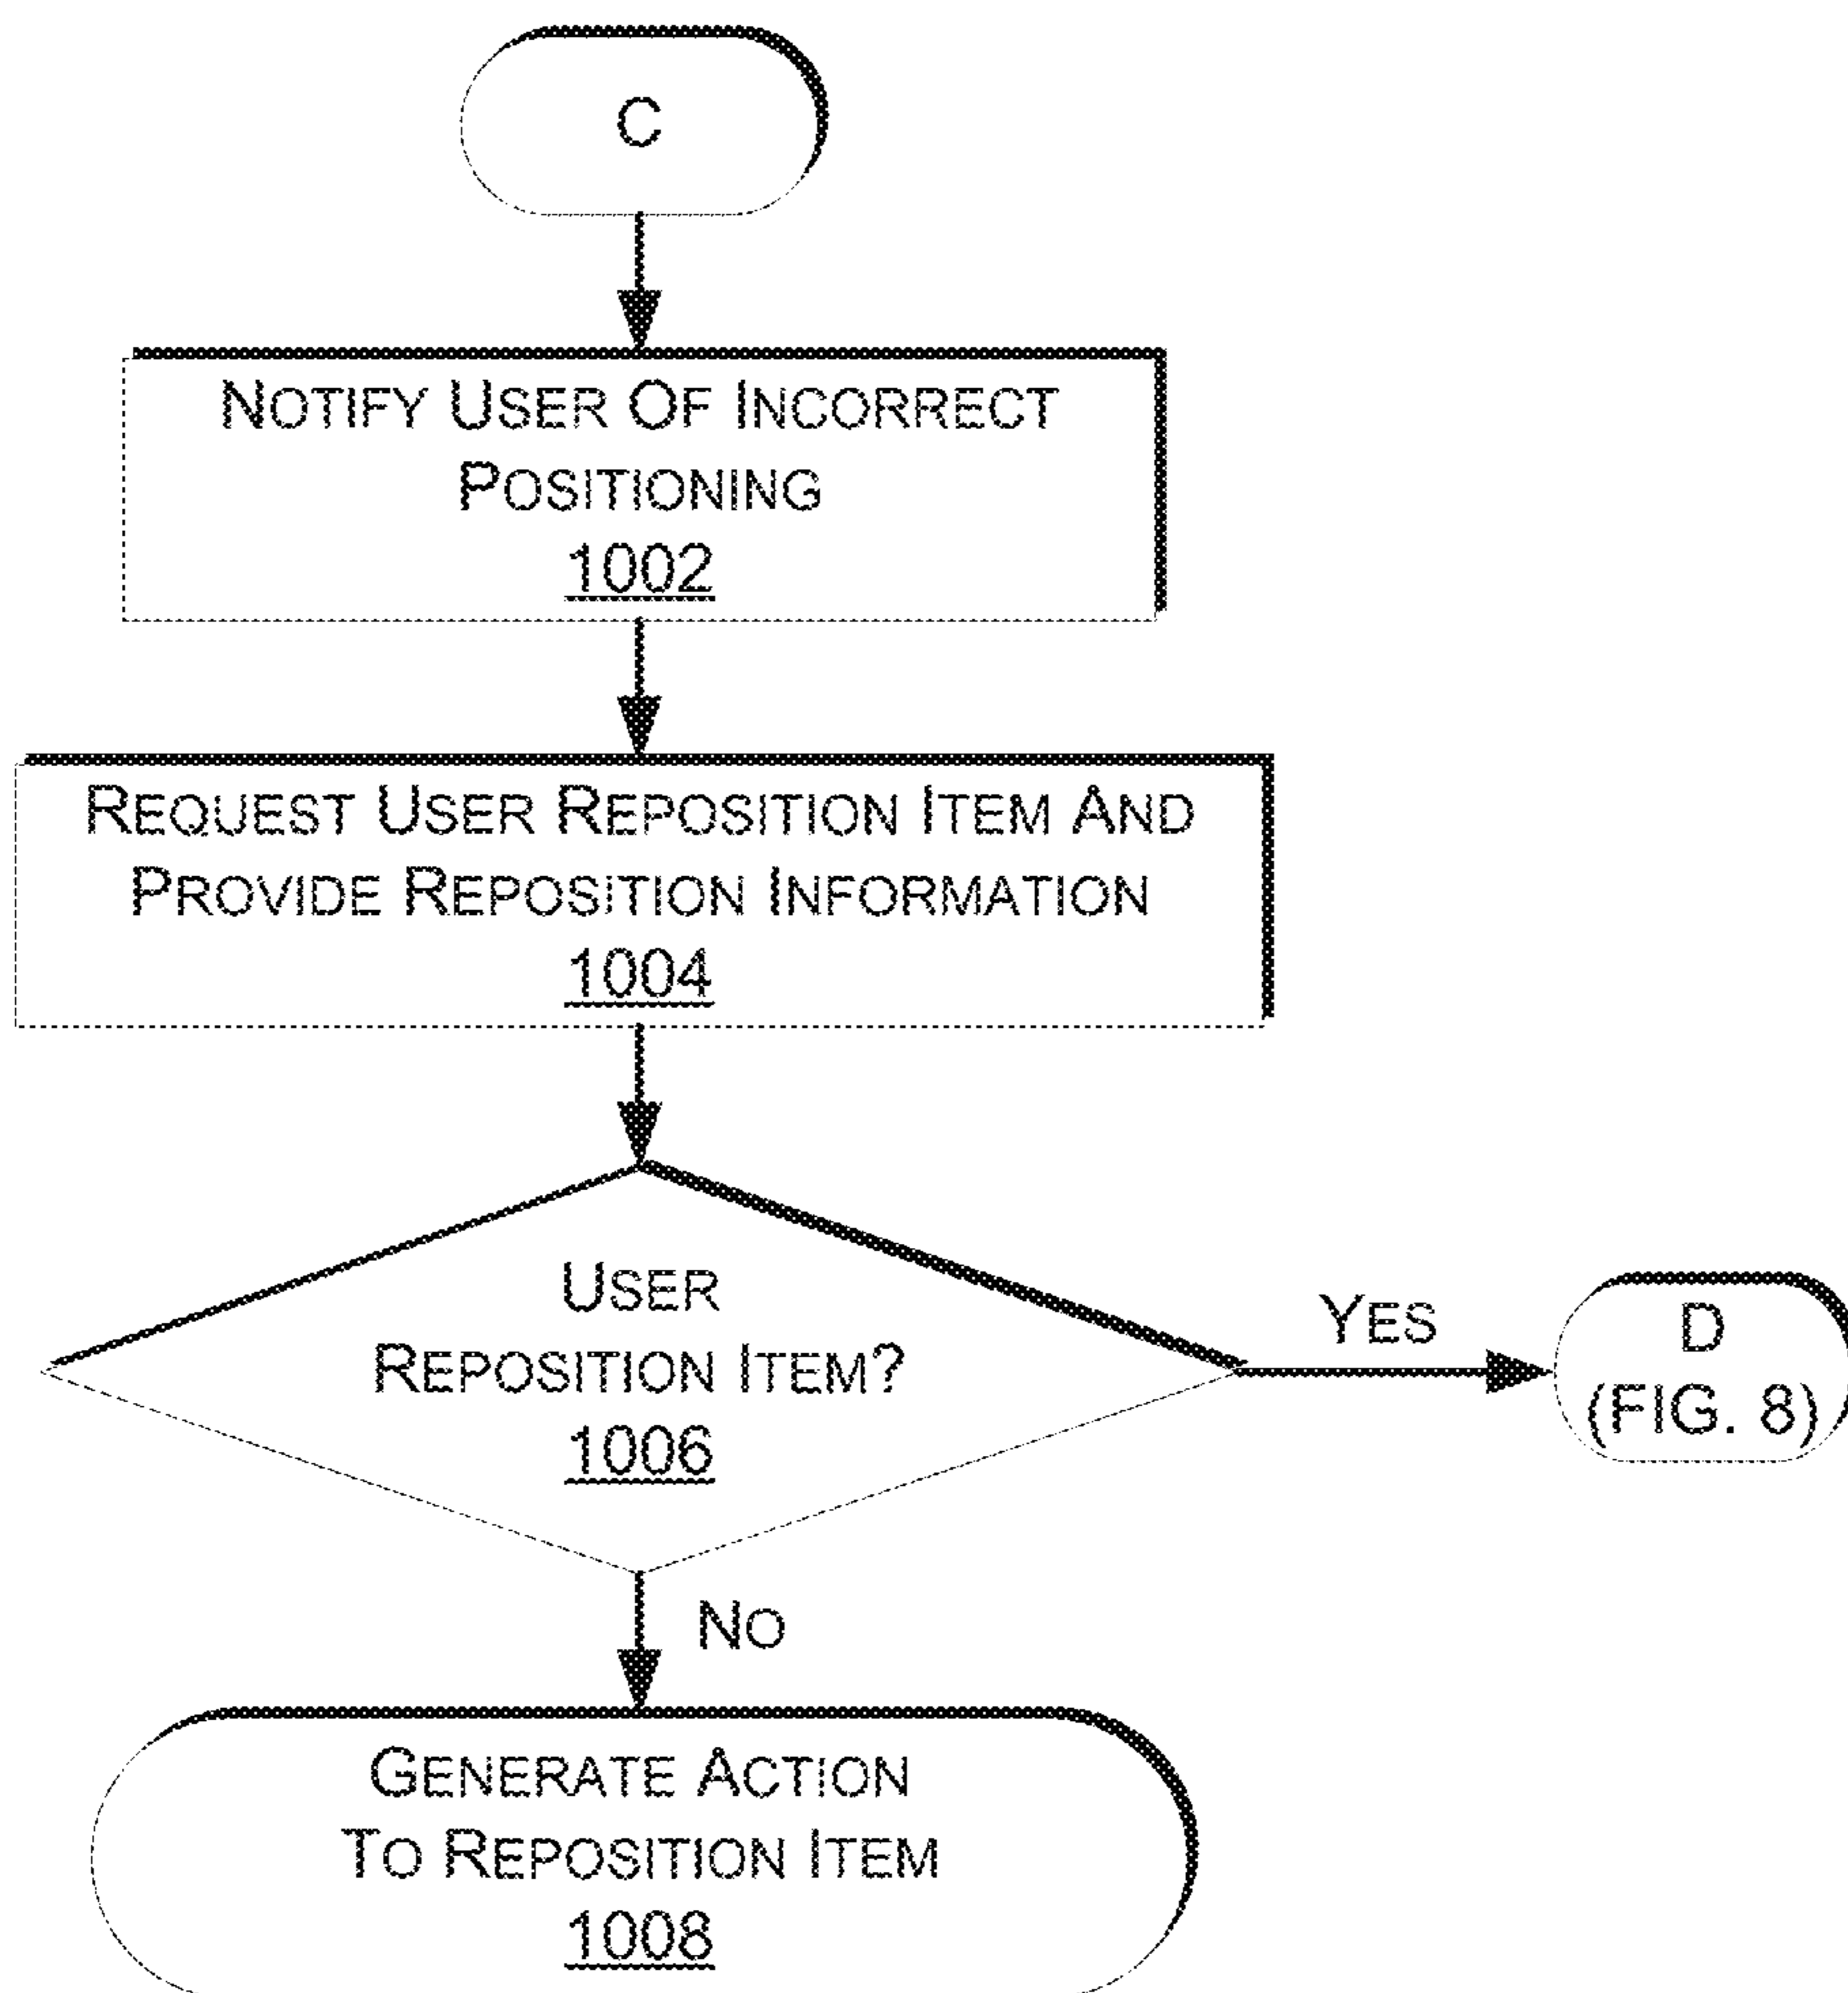 C
NOTIFY USER OF INCORRECT
POSITIONING
1002
REQUEST USER REPOSITION ITEM AND
PROVIDE REPOSITION INFORMATION
1004
USER
REPOSITION ITEM?
1006
YES
D
(FIG. 8)
NO
GENERATE ACTION
TO REPOSITION ITEM
1008